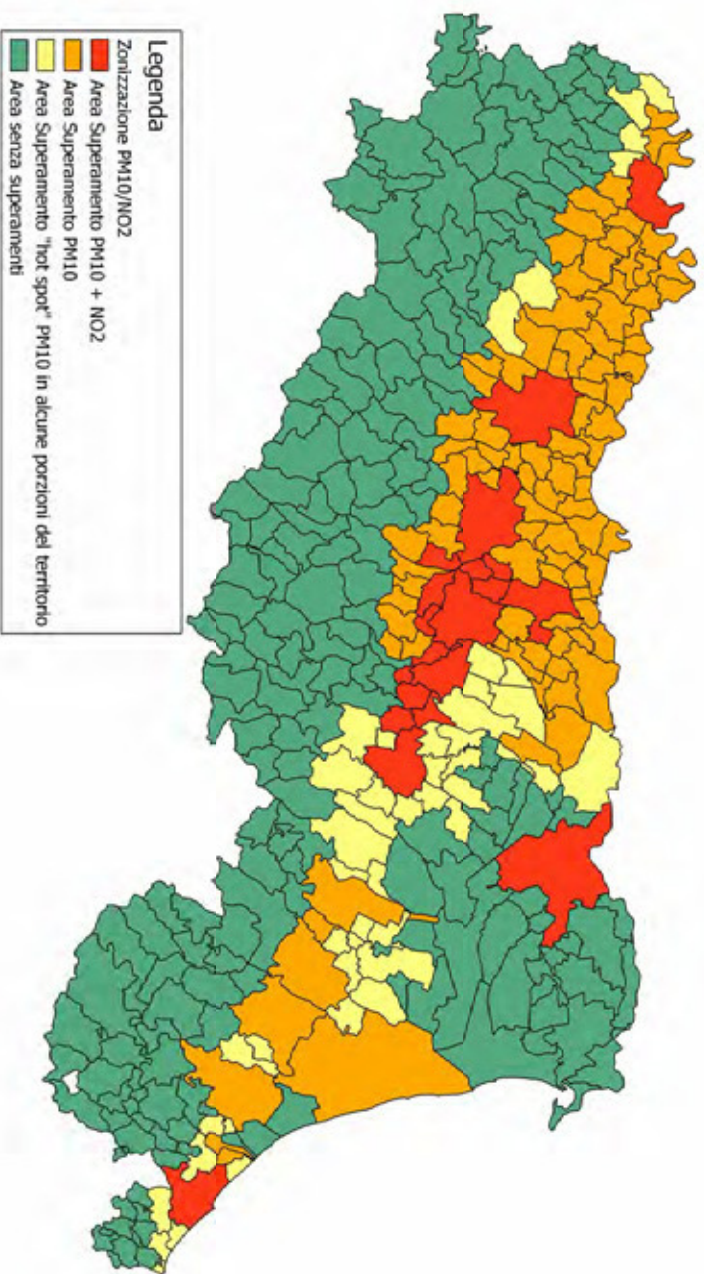 Legenda
Zonizzazione PM10/NO2
Area Superamento PM10 + NO2
Area Superamento PM10
Area Superamento "hot spot" PM10 in alcune porzioni del territorio
Area senza superamenti